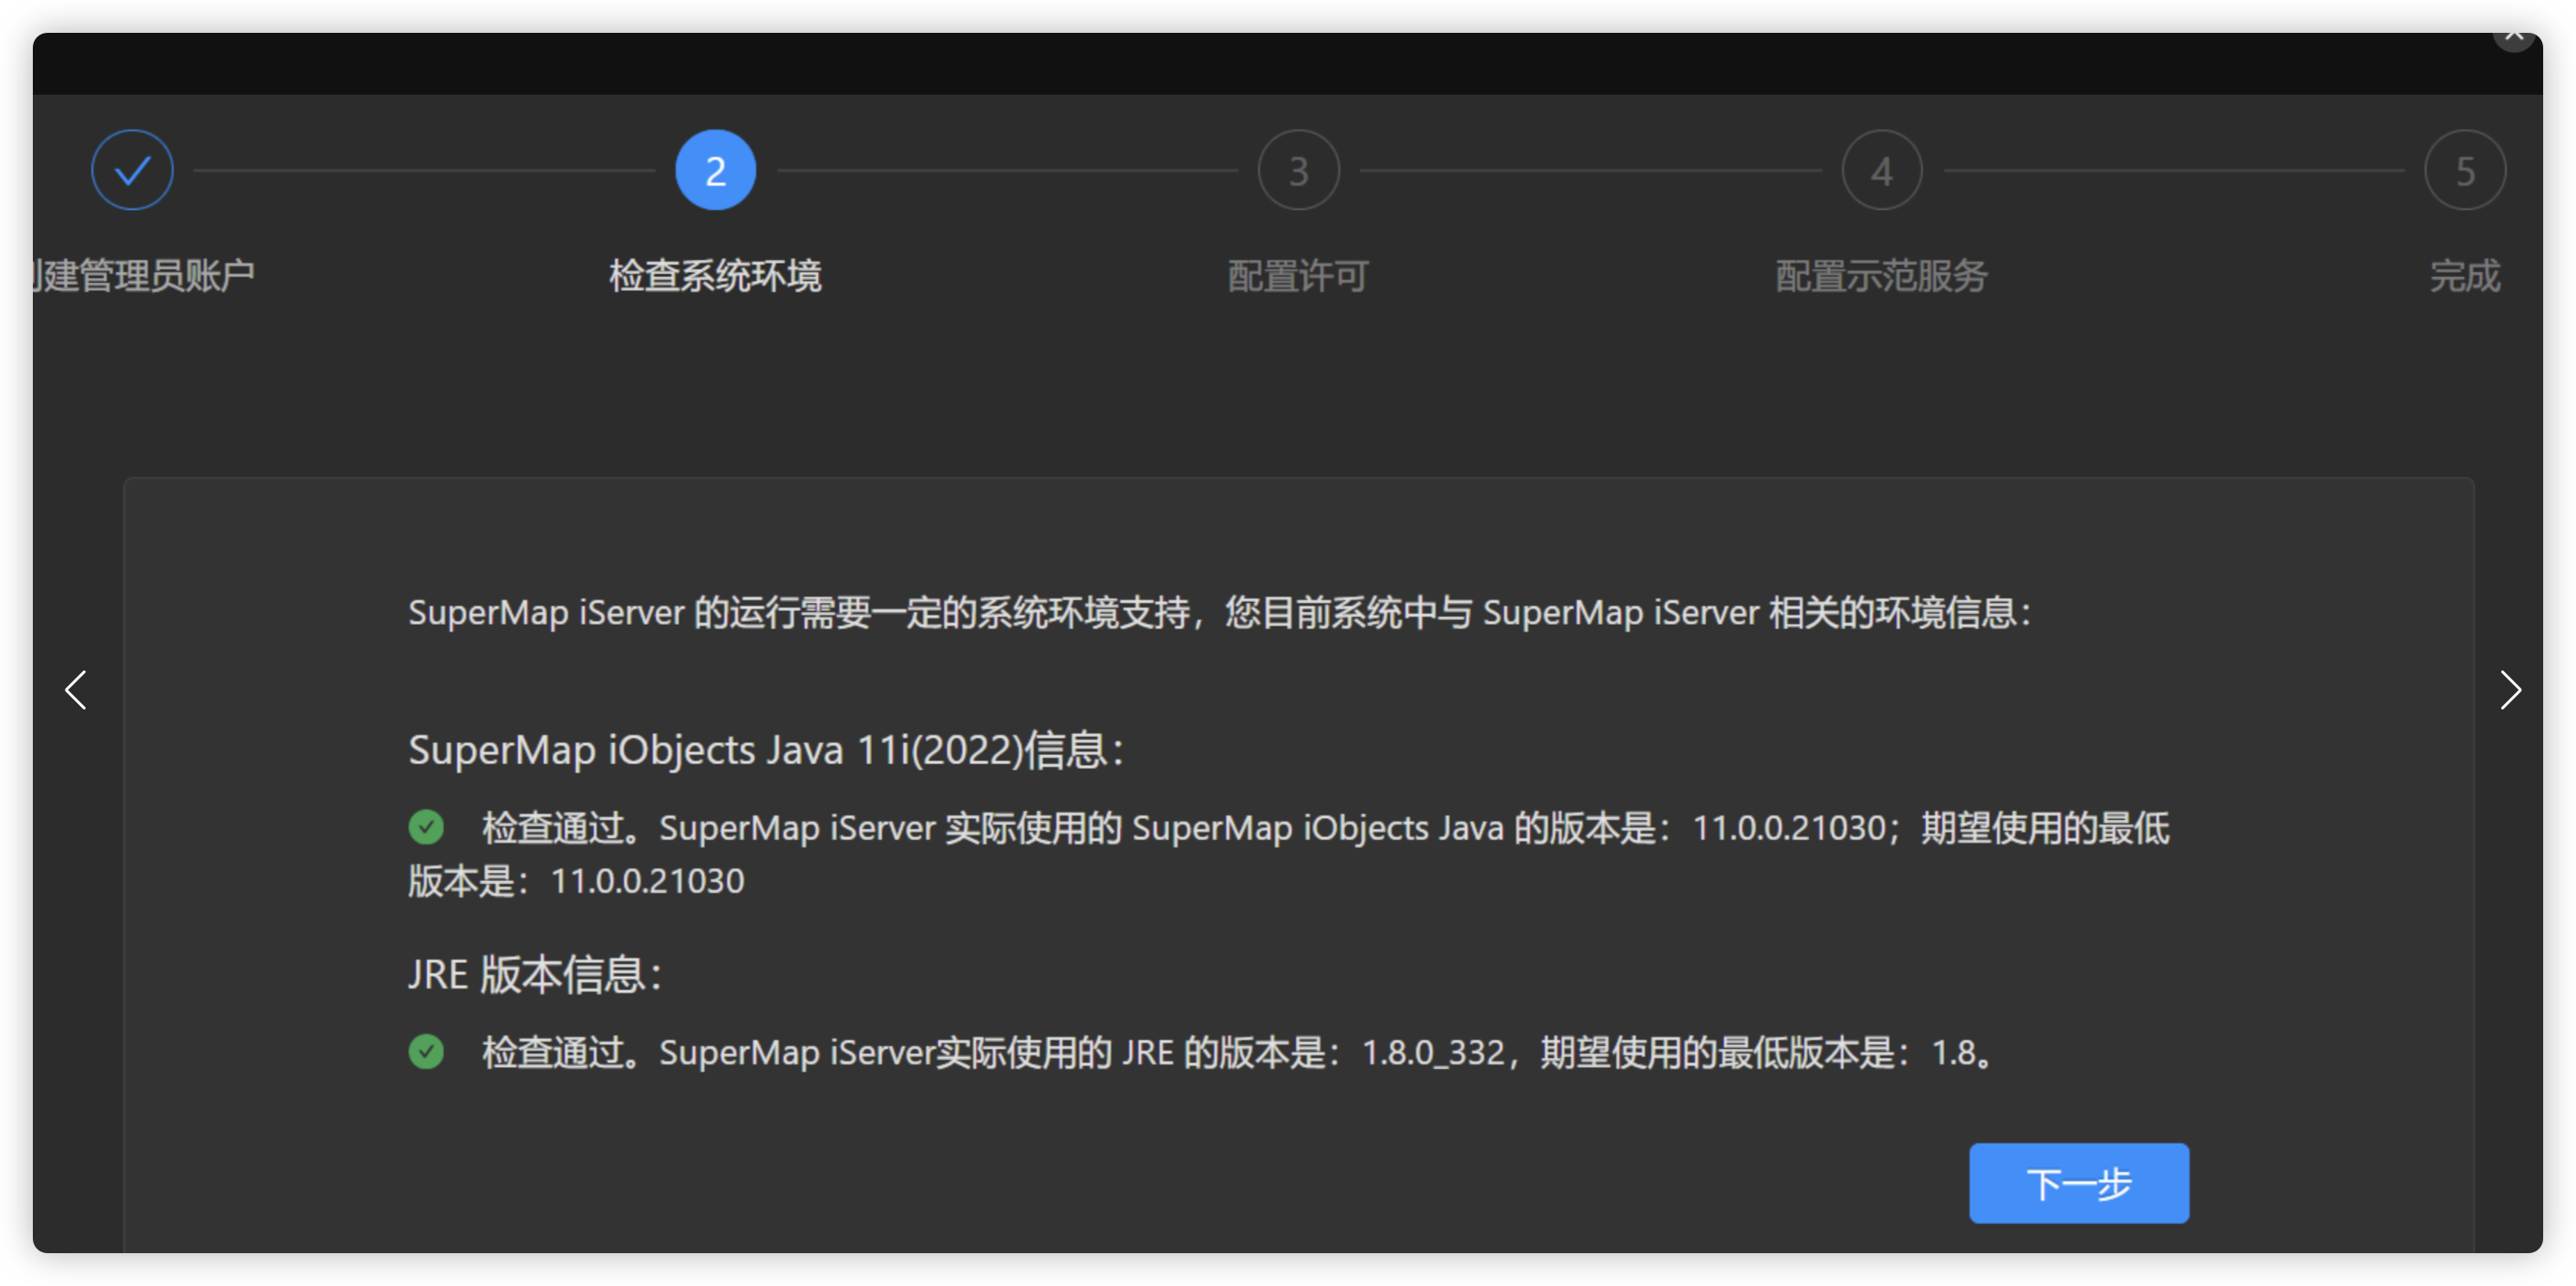 2
3
4
5
建管理员账户
检查系统环境
配置许可
配置示范服务
完成
SuperMap iServer 的运行需要一定的系统环境支持，您目前系统中与 SuperMap iServer 相关的环境信息：
SuperMap iObjects Java 11i(2022)信息：
检查通过。SuperMap iServer 实际使用的 SuperMap iObjects Java 的版本是：11.0.0.21030；期望使用的最低
版本是：11.0.0.21030
JRE 版本信息：
检查通过。SuperMap iServer实际使用的 JRE 的版本是：1.8.0_332，期望使用的最低版本是：1.8。
下一步